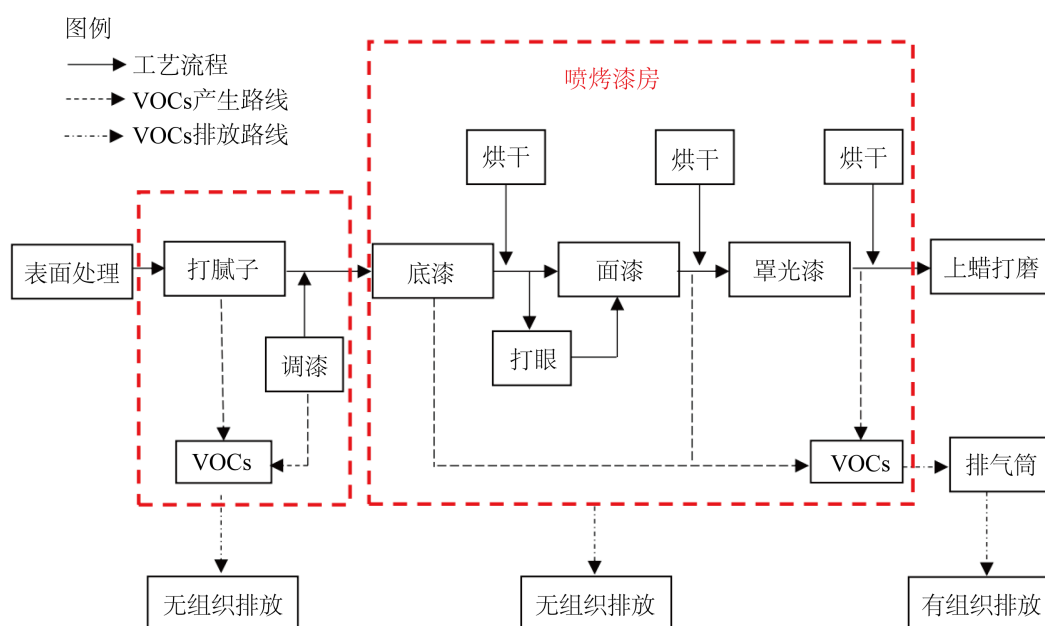 图例
工艺流程
VOCs产生路线
VOCs排放路线
喷烤漆房
烘干
烘干
烘干
表面处理
打腻子
底漆
面漆
罩光漆
上蜡打磨
调漆
打眼
VOCs
VOCs
排气筒
无组织排放
无组织排放
有组织排放